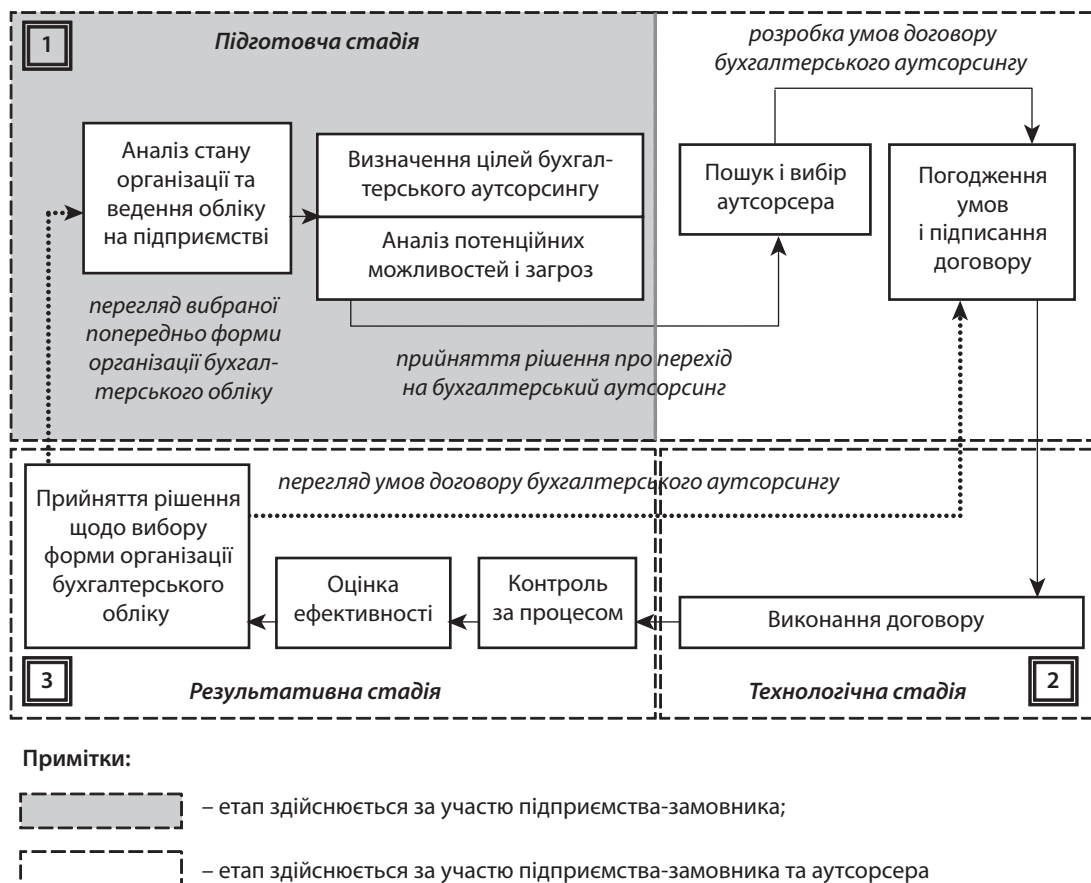 1
Підготовча стадія
розробка умов договору
бухгалтерського аутсорсингу
Аналіз стану
організації та
ведення обліку
на підприємстві
Визначення цілей бухгал-
терського аутсорсингу
Аналіз потенційних
можливостей і загроз
Пошук і вибір
аутсорсера
Погодження
умов
і підписання
договору
перегляд вибраної
попередньо форми
організації бухгал-
терського обліку
прийняття рішення про перехід
на бухгалтерський аутсорсинг
Прийняття рішення
щодо вибору
форми організації
бухгалтерського
обліку
перегляд умов договору бухгалтерського аутсорсингу
Оцінка
ефективності
Контроль
за процесом
Виконання договору
3
Результативна стадія
Технологічна стадія
2
Примітки:
– етап здійснюється за участю підприємства-замовника;
– етап здійснюється за участю підприємства-замовника та аутсорсера